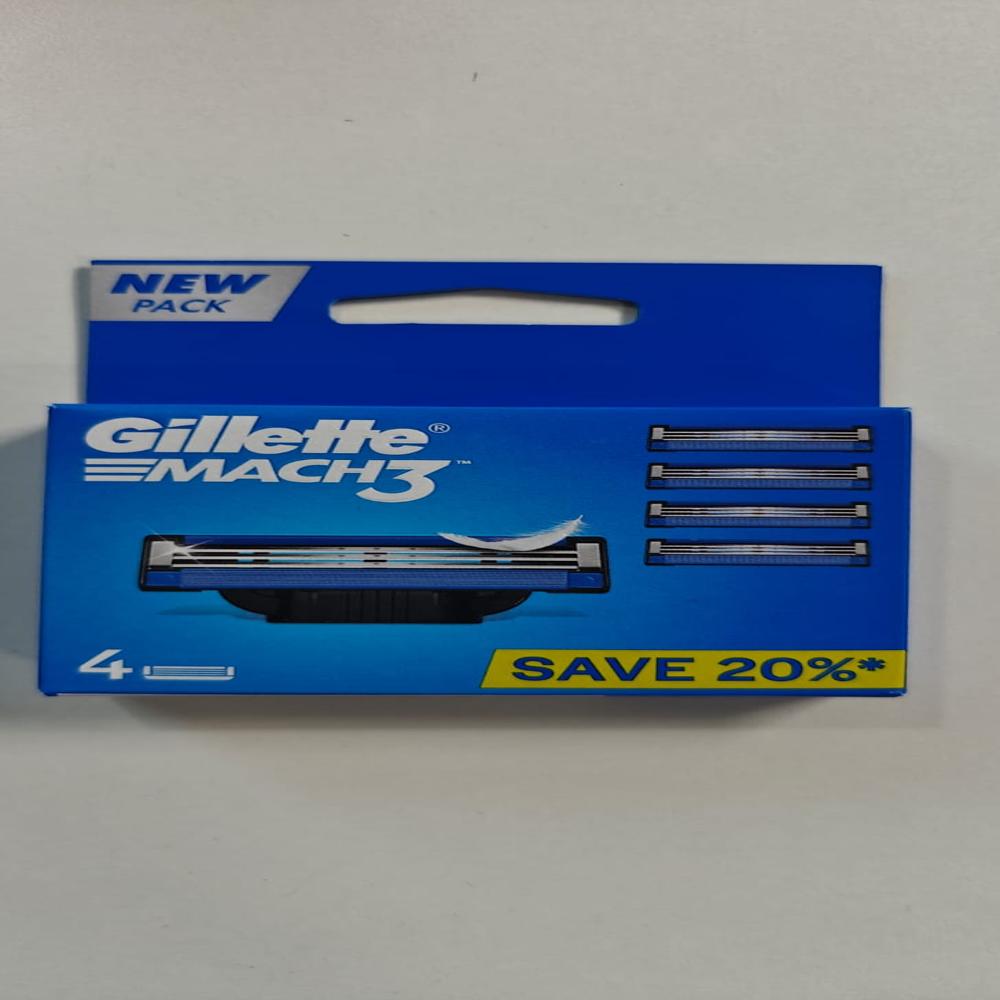 NEW
PACK
Gillette®
MACH3™
4
SAVE 20%*